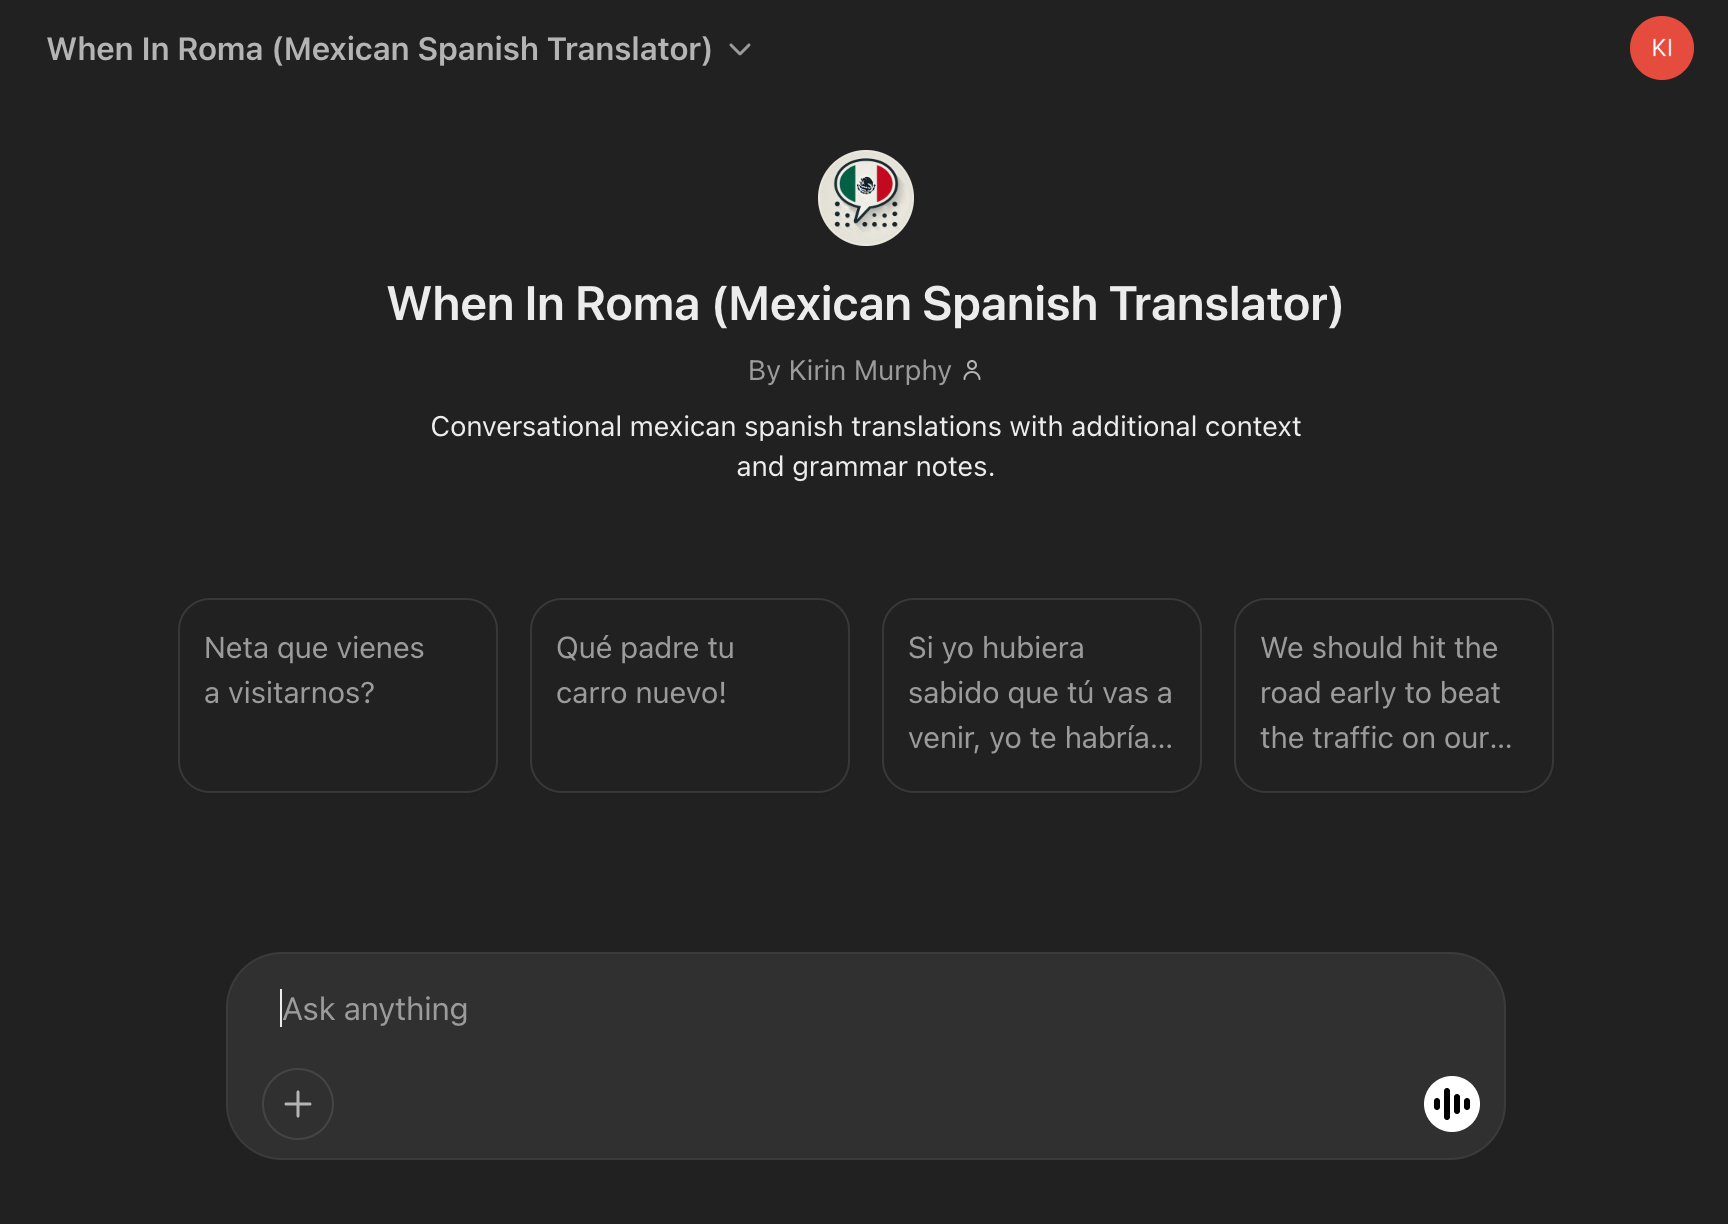 When In Roma (Mexican Spanish Translator)
KI
When In Roma (Mexican Spanish Translator)
By Kirin Murphy
Conversational mexican spanish translations with additional context
and grammar notes.
Neta que vienes
a visitarnos?
Qué padre tu
carro nuevo!
Si yo hubiera
sabido que tú vas a
venir, yo te habría...
We should hit the
road early to beat
the traffic on our...
Ask anything